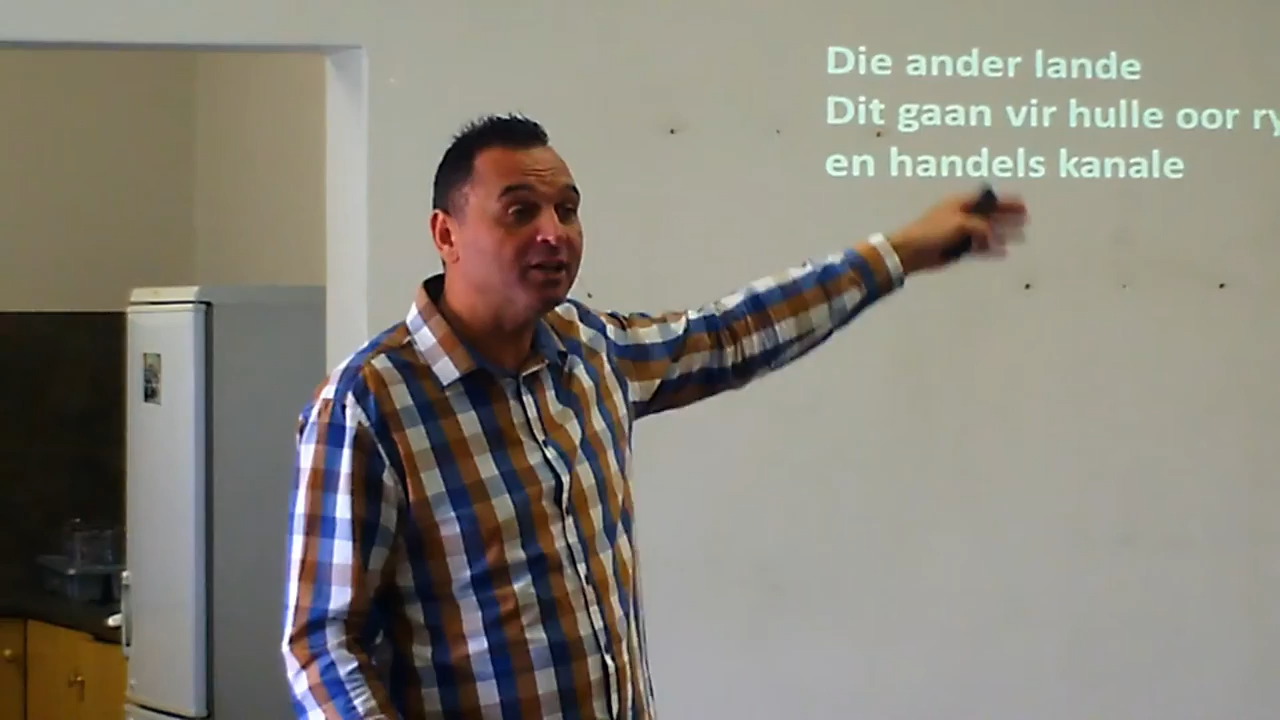 Die ander lande
Dit gaan vir hulle oor
en handels kanale